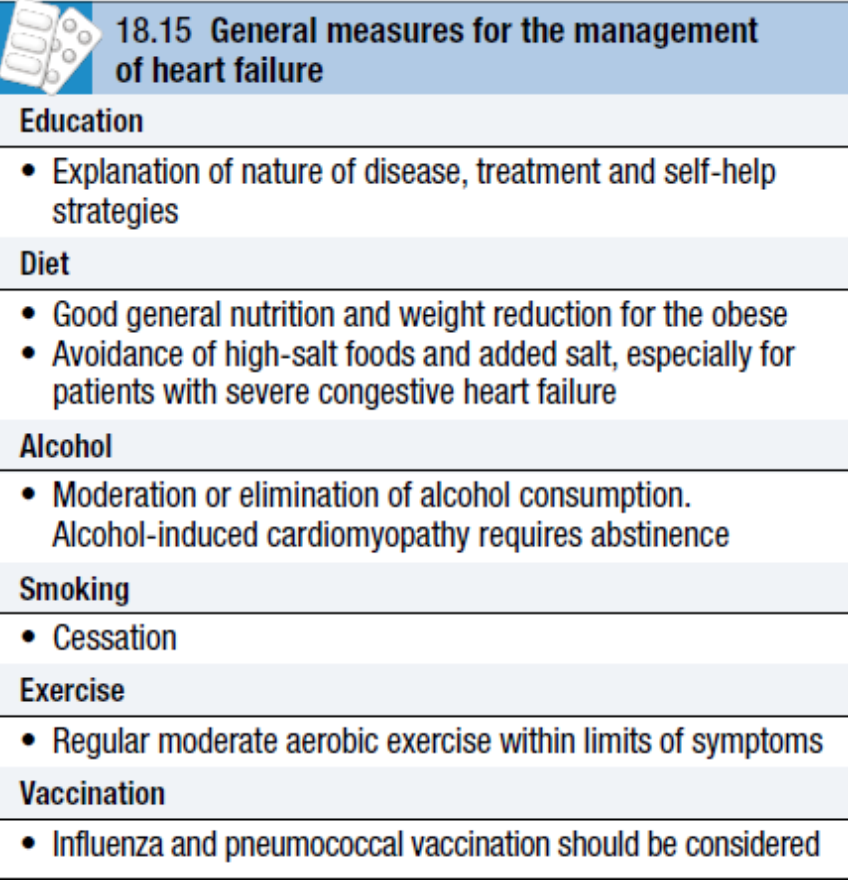 18.15 General measures for the management
of heart failure
Education
• Explanation of nature of disease, treatment and self-help
strategies
Diet
• Good general nutrition and weight reduction for the obese
• Avoidance of high-salt foods and added salt, especially for
patients with severe congestive heart failure
Alcohol
• Moderation or elimination of alcohol consumption.
Alcohol-induced cardiomyopathy requires abstinence
Smoking
• Cessation
Exercise
• Regular moderate aerobic exercise within limits of symptoms
Vaccination
• Influenza and pneumococcal vaccination should be considered